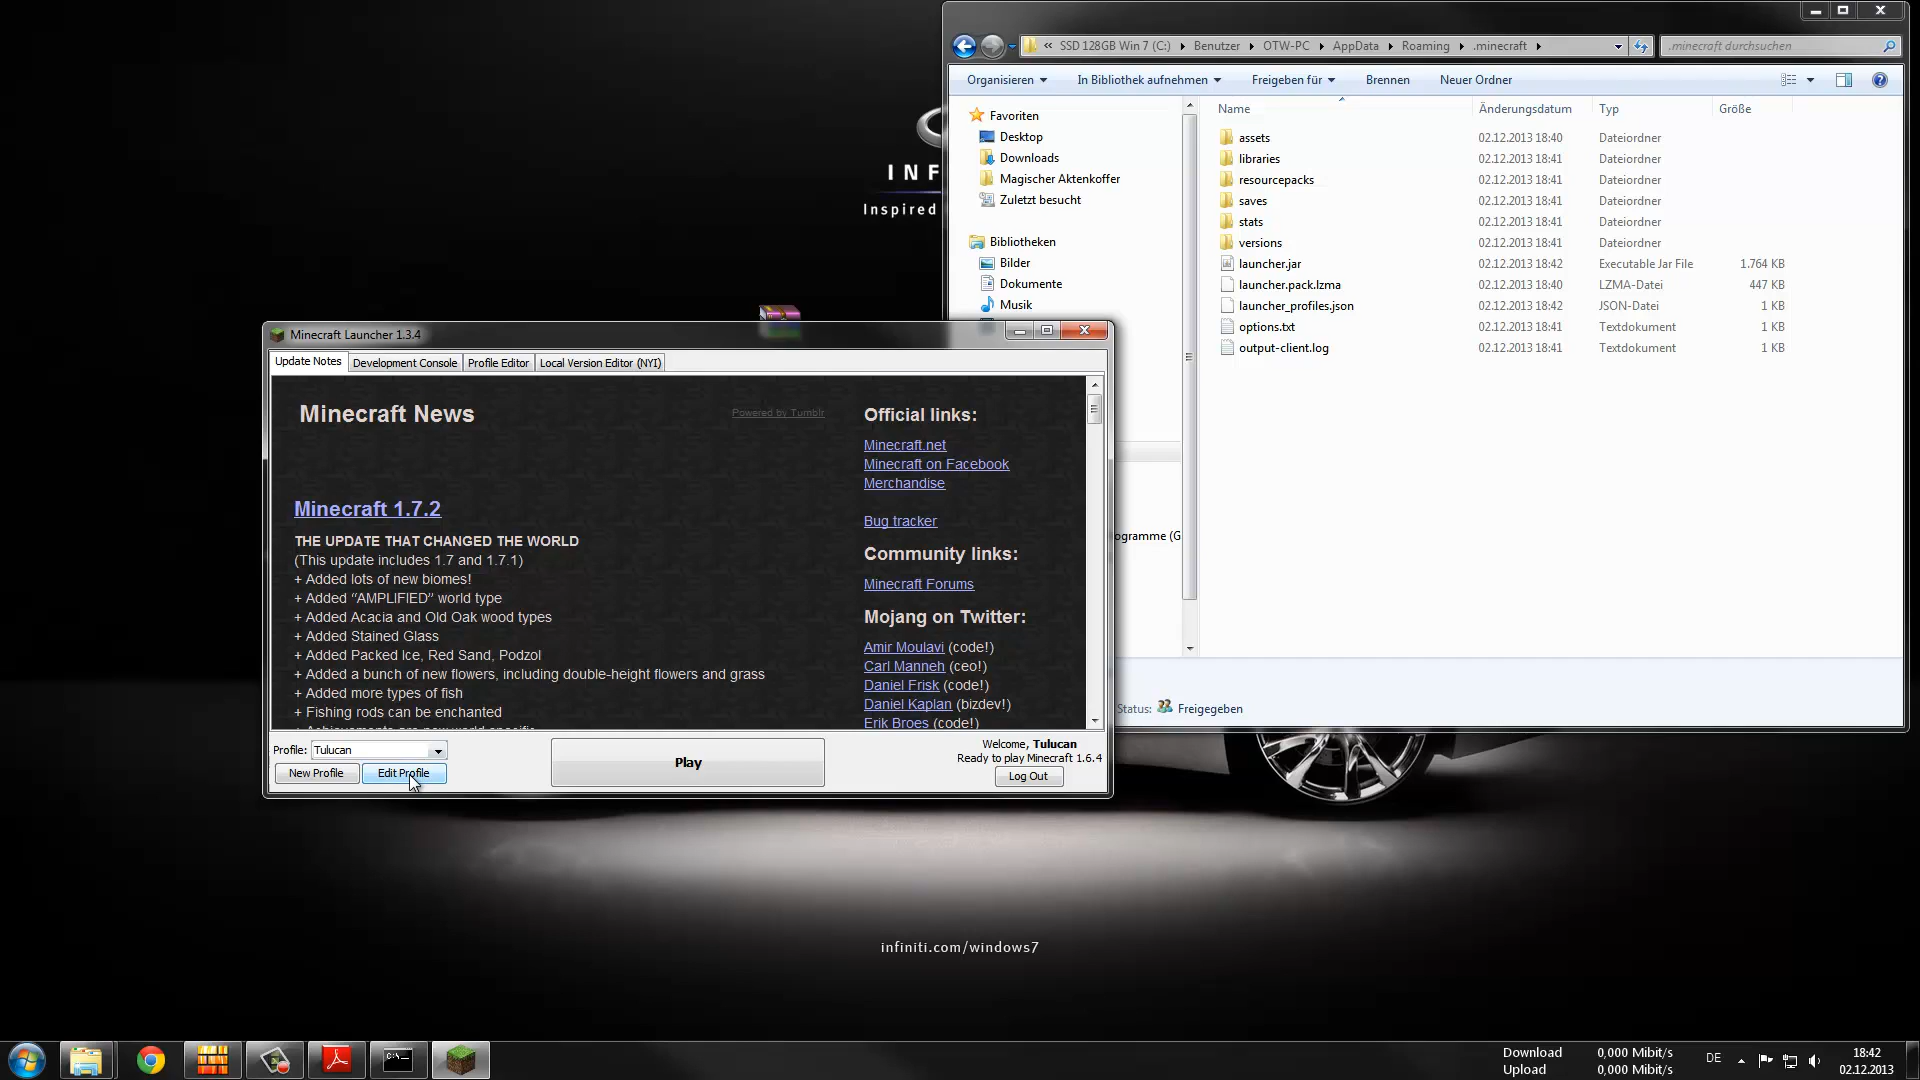 INF
Inspired
« SSD 128GB Win 7 (C:) Benutzer OTW-PC AppData Roaming .minecraft
.minecraft durchsuchen
Organisieren In Bibliothek aufnehmen Freigeben für Brennen Neuer Ordner
Favoriten
Desktop
Downloads
Magischer Aktenkoffer
Zuletzt besucht
Bibliotheken
Bilder
Dokumente
Musik
ogramme (G
Name Änderungsdatum Typ Größe
assets 02.12.2013 18:40 Dateiordner
libraries 02.12.2013 18:41 Dateiordner
resourcepacks 02.12.2013 18:41 Dateiordner
saves 02.12.2013 18:41 Dateiordner
stats 02.12.2013 18:41 Dateiordner
versions 02.12.2013 18:41 Dateiordner
launcher.jar 02.12.2013 18:42 Executable Jar File 1.764 KB
launcher.pack.lzma 02.12.2013 18:40 LZMA-Datei 447 KB
launcher_profiles.json 02.12.2013 18:42 JSON-Datei 1 KB
options.txt 02.12.2013 18:41 Textdokument 1 KB
output-client.log 02.12.2013 18:41 Textdokument 1 KB
Status: Freigegeben
Minecraft Launcher 1.3.4
Update Notes Development Console Profile Editor Local Version Editor (NYI)
Minecraft News
Powered by Tumblr
Minecraft 1.7.2
THE UPDATE THAT CHANGED THE WORLD
(This update includes 1.7 and 1.7.1)
+ Added lots of new biomes!
+ Added “AMPLIFIED” world type
+ Added Acacia and Old Oak wood types
+ Added Stained Glass
+ Added Packed Ice, Red Sand, Podzol
+ Added a bunch of new flowers, including double-height flowers and grass
+ Added more types of fish
+ Fishing rods can be enchanted
Official links:
Minecraft.net
Minecraft on Facebook
Merchandise
Bug tracker
Community links:
Minecraft Forums
Mojang on Twitter:
Amir Moulavi (code!)
Carl Manneh (ceo!)
Daniel Frisk (code!)
Daniel Kaplan (bizdev!)
Erik Broes (code!)
Profile: Tulucan
New Profile Edit Profile
Play
Welcome, Tulucan
Ready to play Minecraft 1.6.4
Log Out
infiniti.com/windows7
Download 0,000 Mibit/s
Upload 0,000 Mibit/s
DE
18:42
02.12.2013